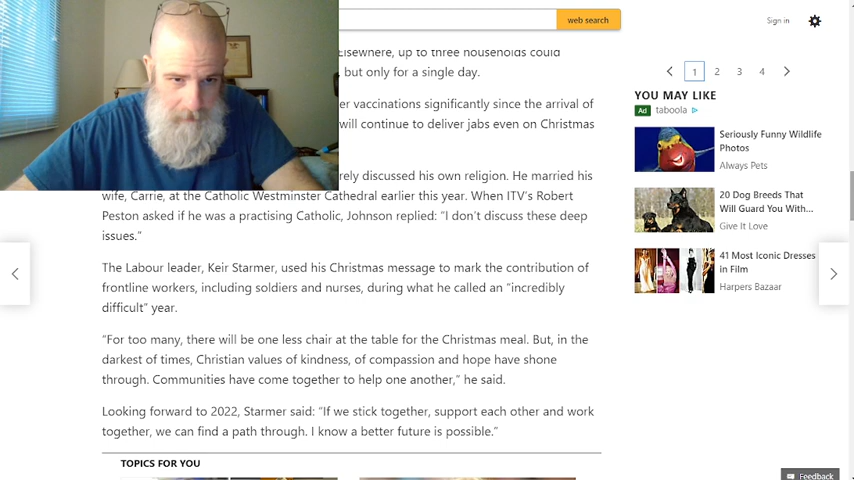 web search
Sign in
Elsewhere, up to three households could
, but only for a single day.
er vaccinations significantly since the arrival of
will continue to deliver jabs even on Christmas
rely discussed his own religion. He married his
wife, Carrie, at the Catholic Westminster Cathedral earlier this year. When ITV's Robert
Peston asked if he was a practising Catholic, Johnson replied: "I don't discuss these deep
issues."
The Labour leader, Keir Starmer, used his Christmas message to mark the contribution of
frontline workers, including soldiers and nurses, during what he called an "incredibly
difficult" year.
"For too many, there will be one less chair at the table for the Christmas meal. But, in the
darkest of times, Christian values of kindness, of compassion and hope have shone
through. Communities have come together to help one another," he said.
Looking forward to 2022, Starmer said: "If we stick together, support each other and work
together, we can find a path through. I know a better future is possible."
TOPICS FOR YOU
1 2 3 4
YOU MAY LIKE
Ad taboola
Seriously Funny Wildlife
Photos
Always Pets
20 Dog Breeds That
Will Guard You With...
Give It Love
41 Most Iconic Dresses
in Film
Harpers Bazaar
Feedback